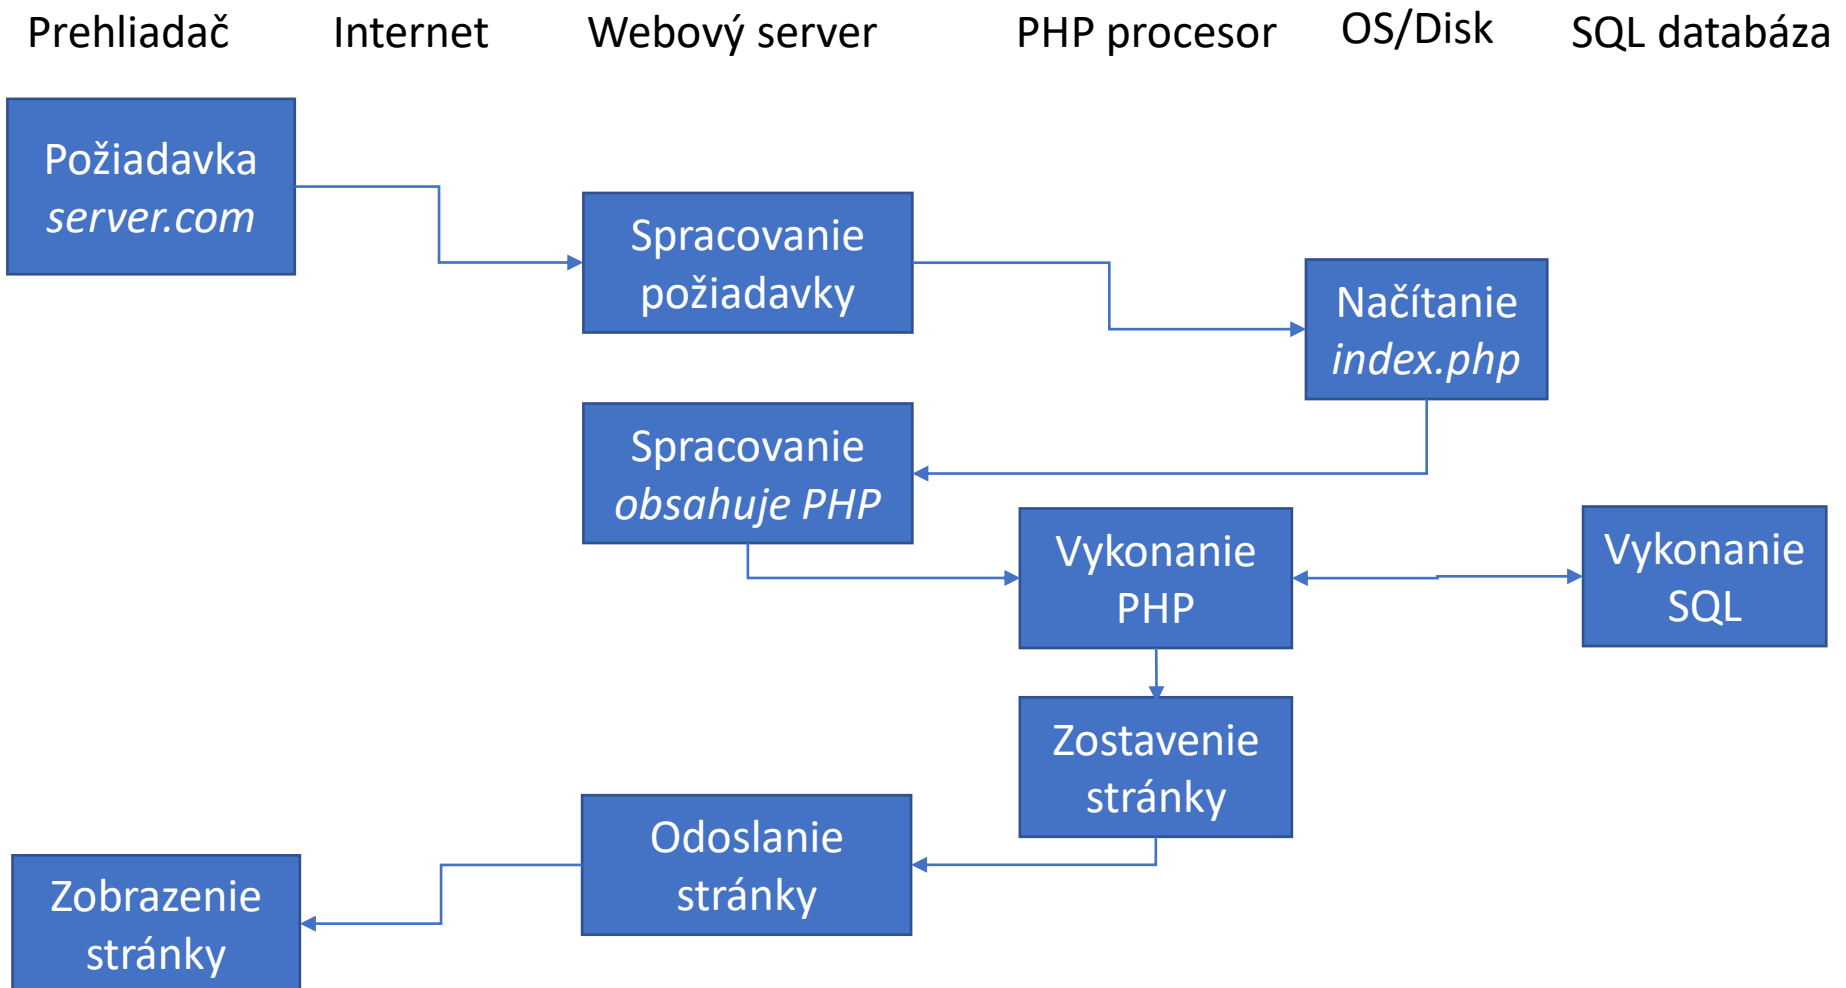 Prehliadač
Internet
Webový server
PHP procesor
OS/Disk
SQL databáza
Požiadavka
server.com
Spracovanie
požiadavky
Načítanie
index.php
Spracovanie
obsahuje PHP
Vykonanie
PHP
Vykonanie
SQL
Zostavenie
stránky
Odoslanie
stránky
Zobrazenie
stránky